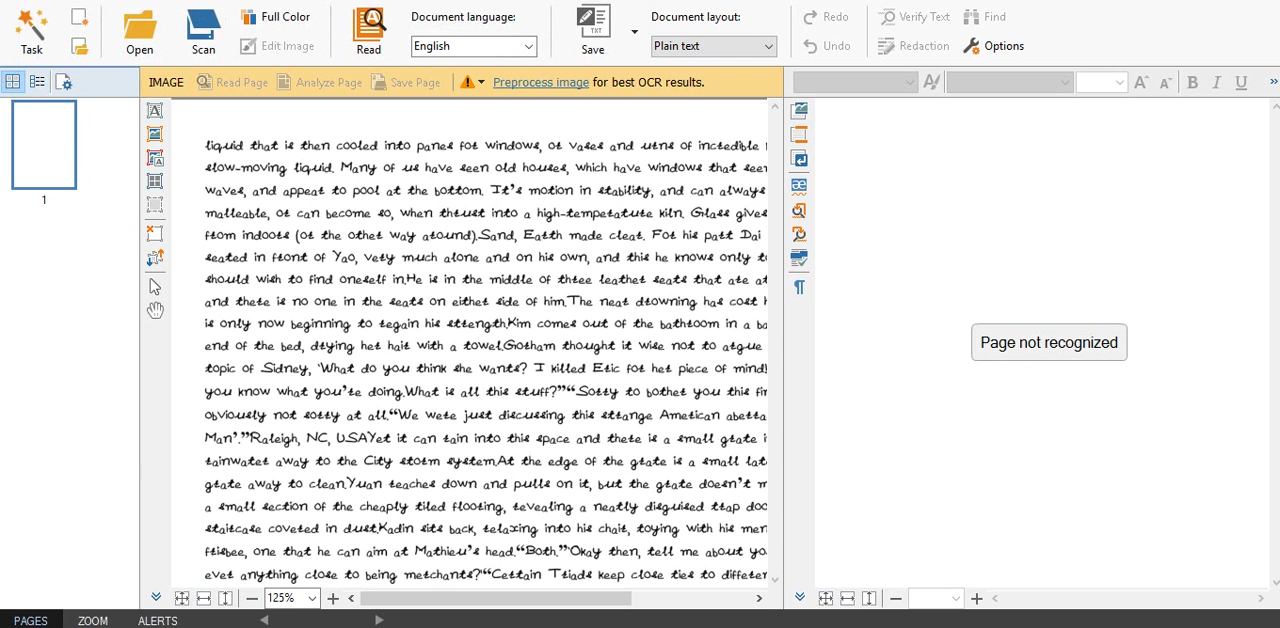 Task
Open
Scan
Full Color
Edit Image
Read
Document language:
English
Save
Document layout:
Plain text
Redo
Undo
Verify Text
Redaction
Find
Options
IMAGE Read Page Analyze Page Save Page Preprocess image for best OCR results.
B I U
1
liquid that is then cooled into panes for windows, or vases and urns of incredible
slow-moving liquid. Many of us have seen old houses, which have windows that seem
waves, and appear to pool at the bottom. It's motion in stability, and can always
malleable, or can become so, when thrust into a high-temperature kiln. Glass gives
from indoors (or the other way around).Sand, Earth made clear. For his part Dai
seated in front of Yao, very much alone and on his own, and this he knows only to
should wish to find oneself in.He is in the middle of three leather seats that are at
and there is no one in the seats on either side of him.The near drowning has cost h
is only now beginning to regain his strength.Kim comes out of the bathroom in a ba
end of the bed, drying her hair with a towel.Gotham thought it wise not to argue
topic of Sidney, 'What do you think she wants? I killed Eric for her piece of mind!
you know what you're doing.What is all this stuff?”“Sorry to bother you this fir
obviously not sorry at all.“We were just discussing this strange American aberra
Man'.”Raleigh, NC, USAYet it can rain into this space and there is a small grate i
rainwater away to the City storm system.At the edge of the grate is a small lat
grate away to clean.Yuan reaches down and pulls on it, but the grate doesn't m
a small section of the cheaply tiled flooring, revealing a neatly disguised trap doo
staircase covered in dust.Kadin sits back, relaxing into his chair, toying with his men
frisbee, one that he can aim at Mathieu's head.“Both.”'Okay then, tell me about yo
ever anything close to being merchants?“Certain Triads keep close ties to differen
Page not recognized
125%
PAGES ZOOM ALERTS